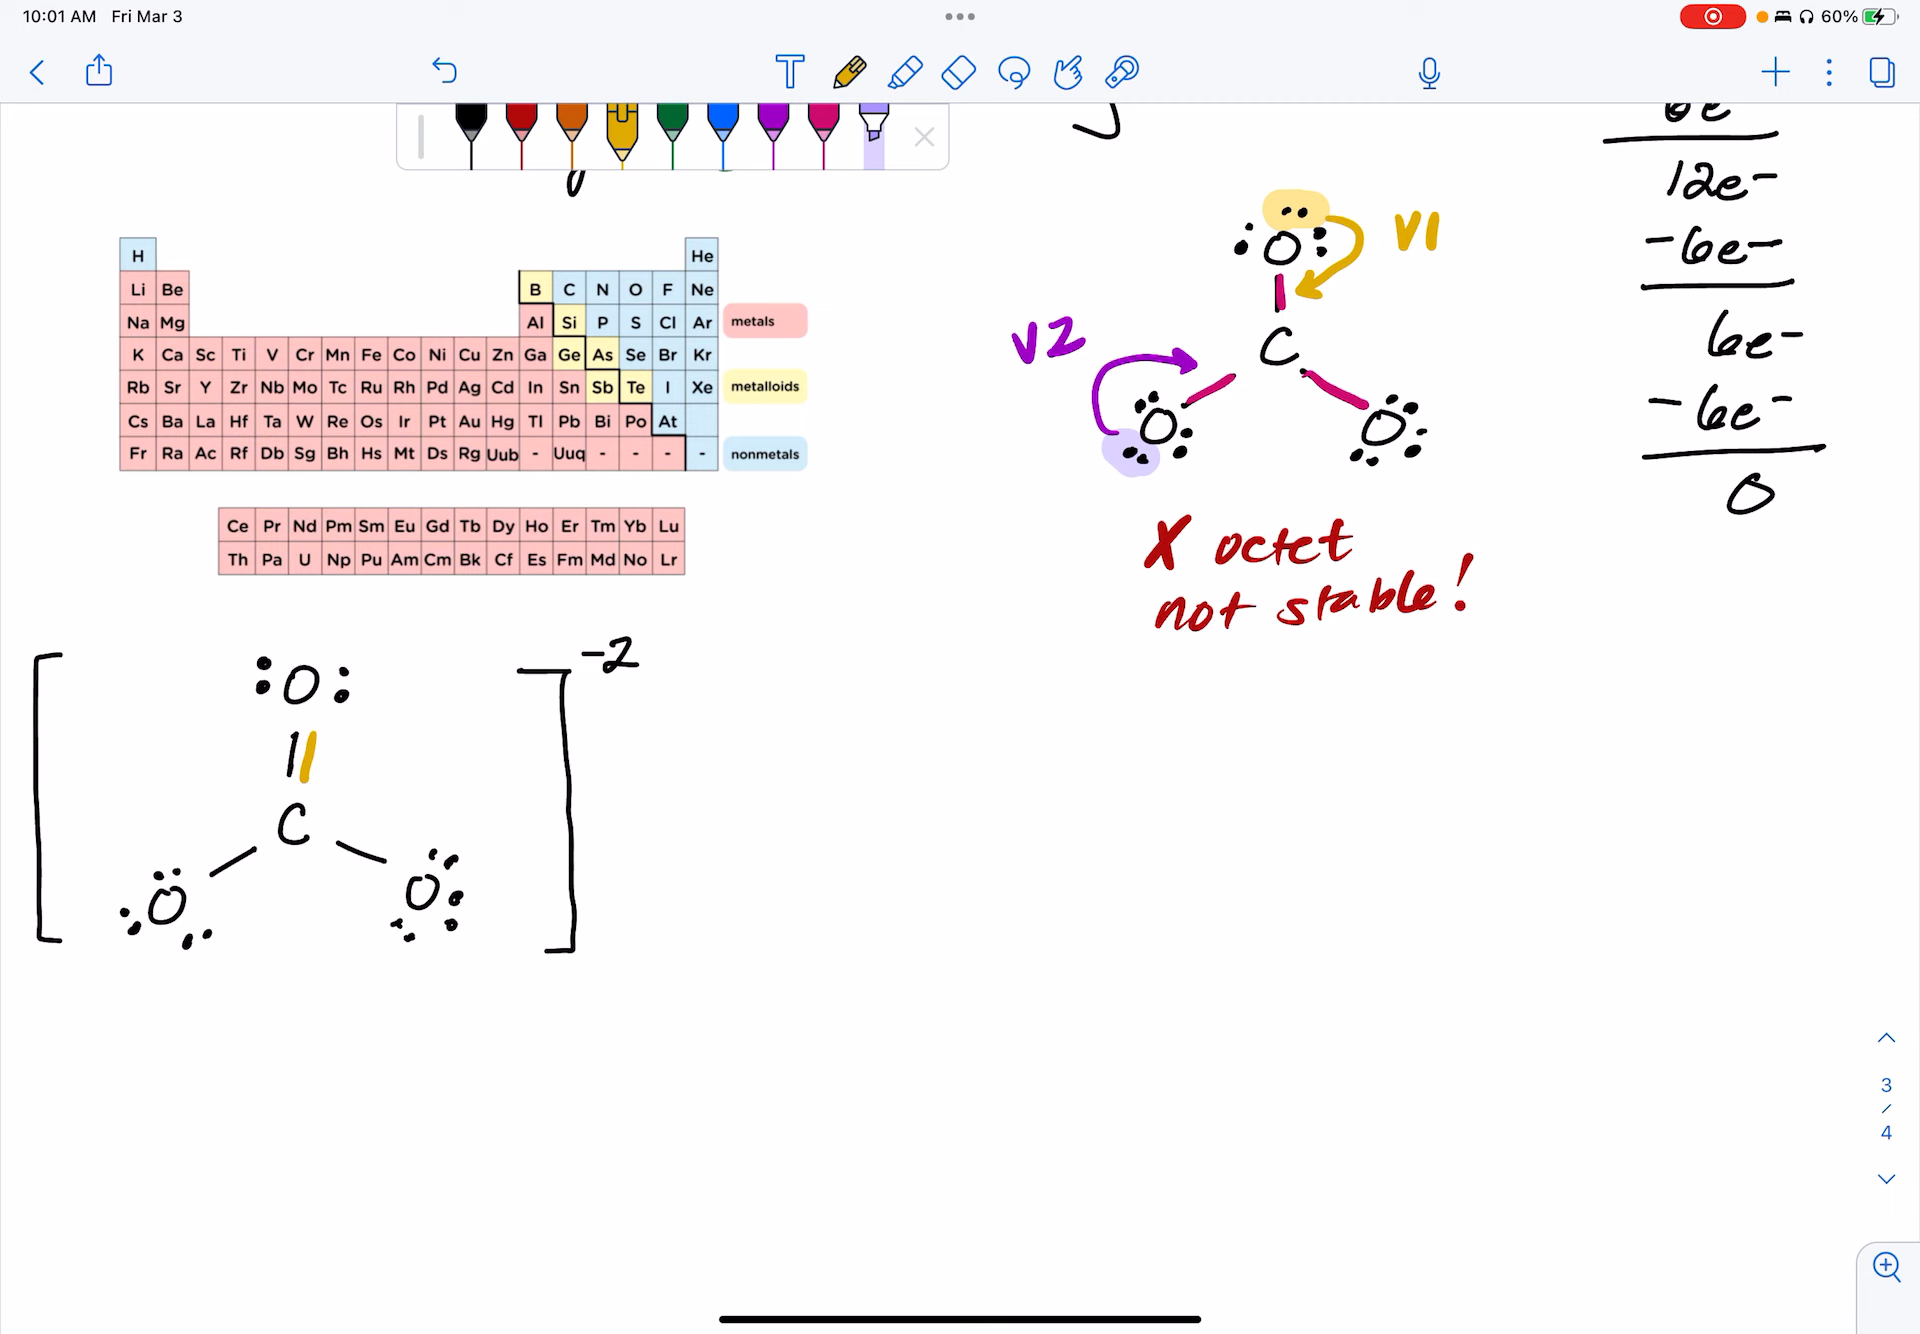 10:01 AM Fri Mar 3
60%
T
12e-
-6e-
6e-
-6e-
0
O V1
V2 C
O O
X octet
not stable!
H He
Li Be B C N O F Ne
Na Mg Al Si P S Cl Ar metals
K Ca Sc Ti V Cr Mn Fe Co Ni Cu Zn Ga Ge As Se Br Kr
Rb Sr Y Zr Nb Mo Tc Ru Rh Pd Ag Cd In Sn Sb Te I Xe metalloids
Cs Ba La Hf Ta W Re Os Ir Pt Au Hg Tl Pb Bi Po At
Fr Ra Ac Rf Db Sg Bh Hs Mt Ds Rg Uub - Uuq - - - - nonmetals
Ce Pr Nd Pm Sm Eu Gd Tb Dy Ho Er Tm Yb Lu
Th Pa U Np Pu Am Cm Bk Cf Es Fm Md No Lr
-2
O
C
O O
3
/
4